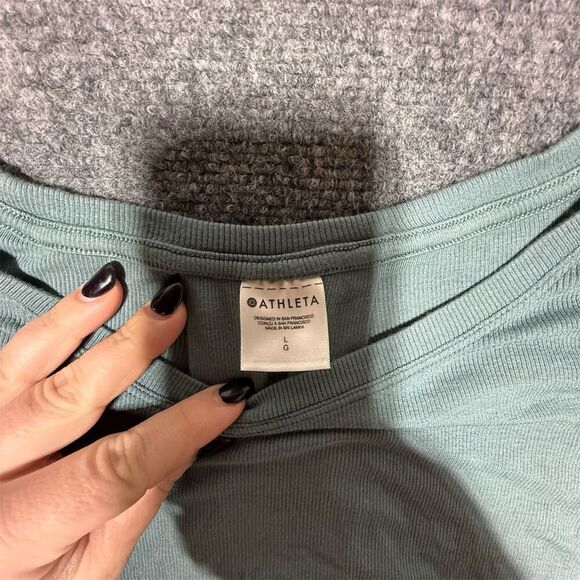 ATHLETA
DESIGNED IN SAN FRANCISCO
CONÇU À SAN FRANCISCO
MADE IN SRI LANKA
L
G